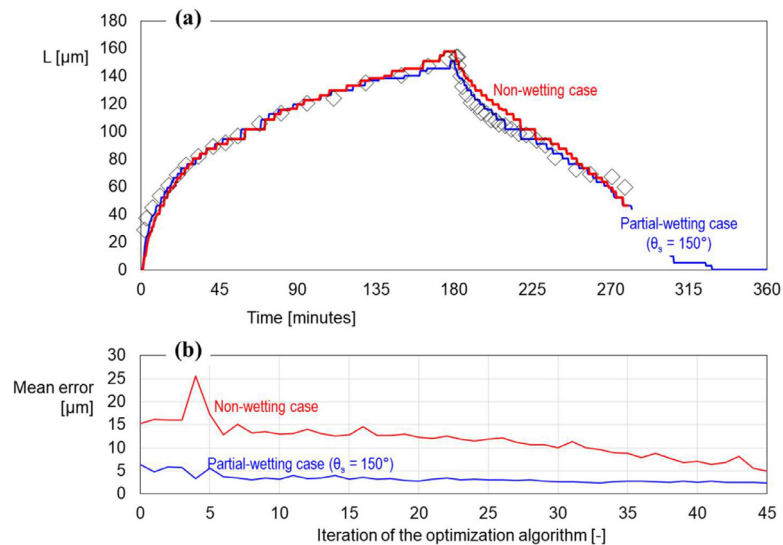 (a)
L [µm]
180
160
140
120
100
80
60
40
20
0
Non-wetting case
Partial-wetting case
(θs = 150°)
0 45 90 135 180 225 270 315 360
Time [minutes]
(b)
Mean error
[µm]
30
25
20
15
10
5
0
Non-wetting case
Partial-wetting case (θs = 150°)
0 5 10 15 20 25 30 35 40 45
Iteration of the optimization algorithm [-]